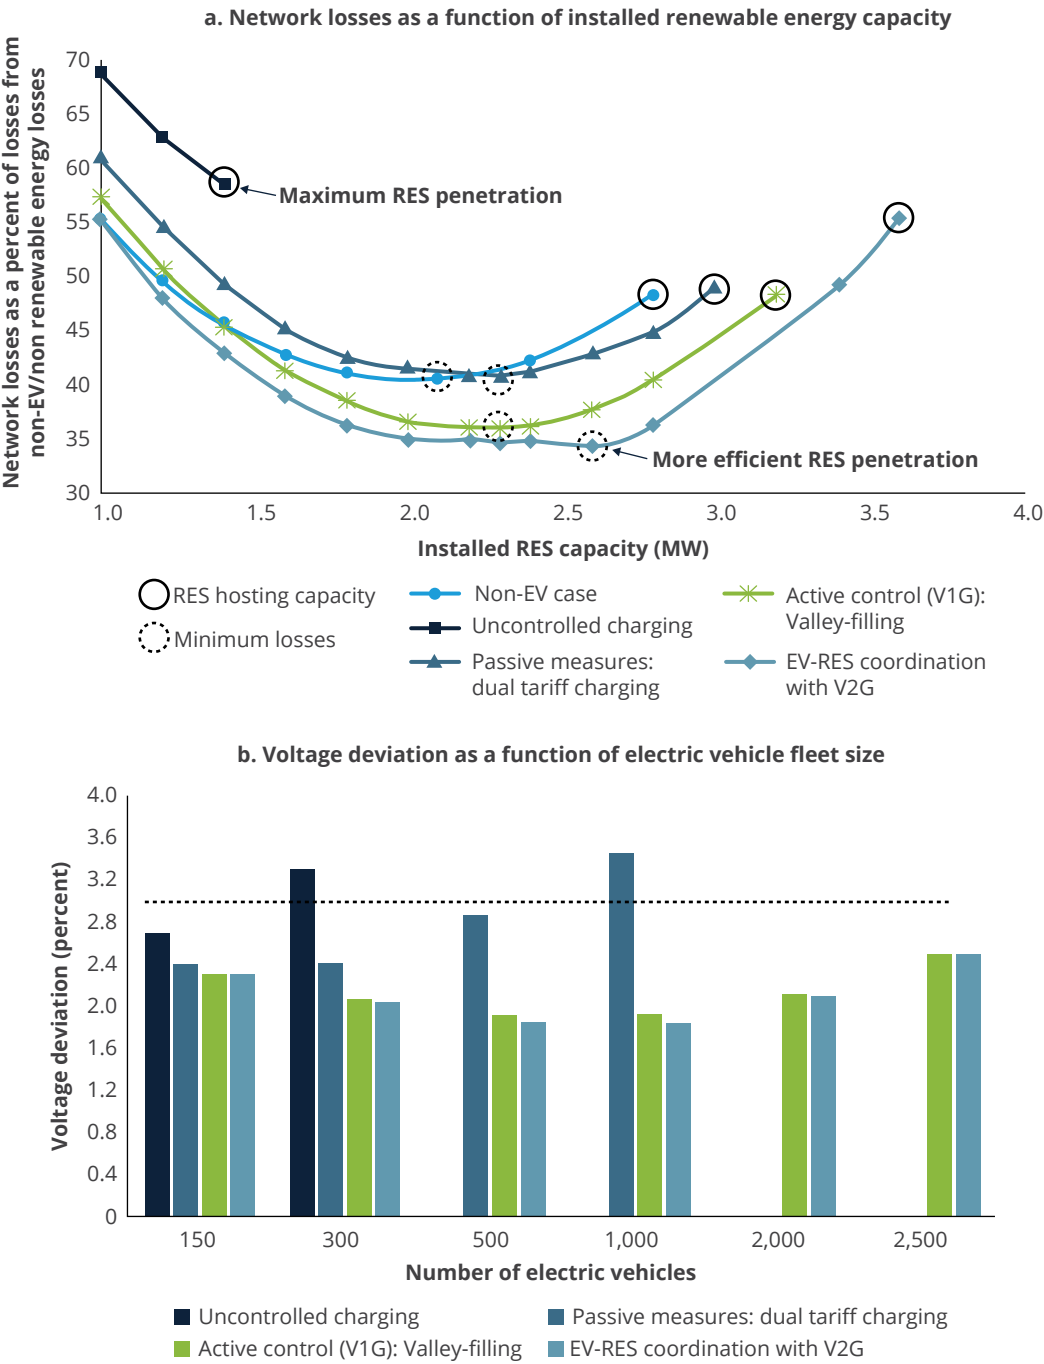 a. Network losses as a function of installed renewable energy capacity
Network losses as a percent of losses from
non-EV/non renewable energy losses
70
65
60
55
50
45
40
35
30
Maximum RES penetration
More efficient RES penetration
1.0 1.5 2.0 2.5 3.0 3.5 4.0
Installed RES capacity (MW)
RES hosting capacity
Minimum losses
Non-EV case
Uncontrolled charging
Passive measures:
dual tariff charging
Active control (V1G):
Valley-filling
EV-RES coordination
with V2G
b. Voltage deviation as a function of electric vehicle fleet size
Voltage deviation (percent)
4.0
3.6
3.2
2.8
2.4
2.0
1.6
1.2
0.8
0.4
0
150 300 500 1,000 2,000 2,500
Number of electric vehicles
Uncontrolled charging
Passive measures: dual tariff charging
Active control (V1G): Valley-filling
EV-RES coordination with V2G